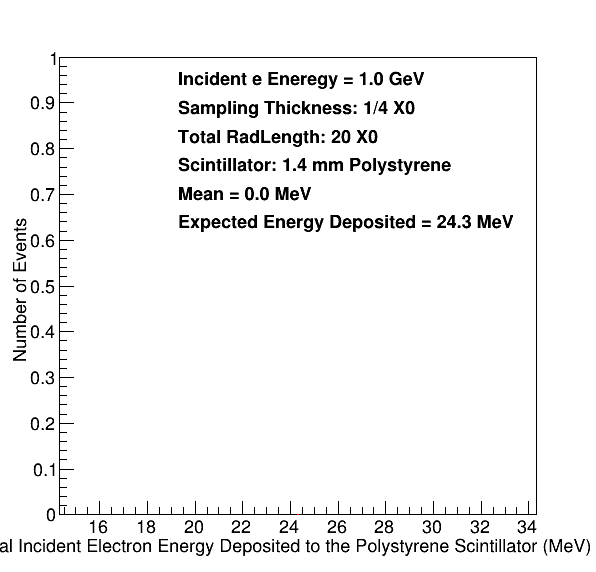 1
Incident e Eneregy = 1.0 GeV
0.9
Sampling Thickness: 1/4 X0
0.8
Total RadLength: 20 X0
Scintillator: 1.4 mm Polystyrene
0.7
Mean = 0.0 MeV
Expected Energy Deposited = 24.3 MeV
0.6
0.5
0.4
0.3
0.2
0.1
0
Number of Events
16 18 20 22 24 26 28 30 32 34
al Incident Electron Energy Deposited to the Polystyrene Scintillator (MeV)